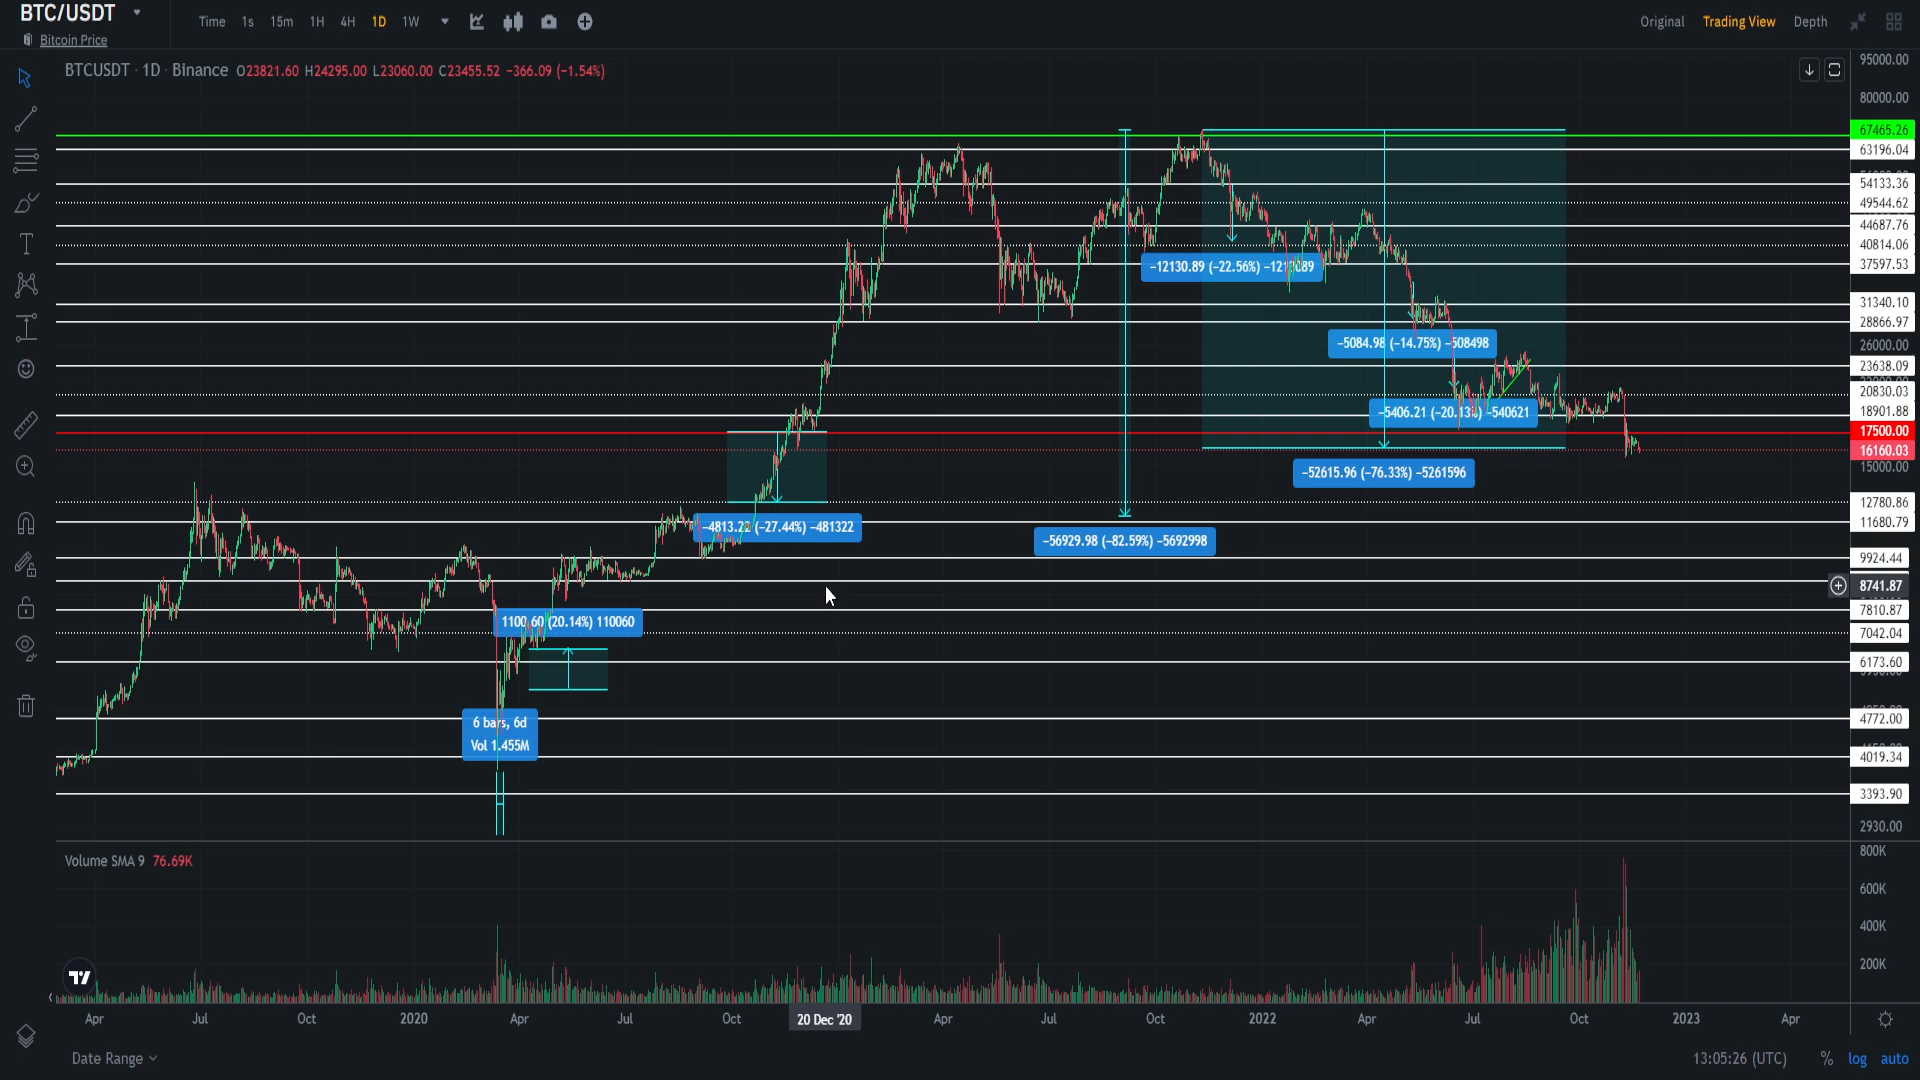 BTC/USDT
Bitcoin Price
Time 1s 15m 1H 4H 1D 1W
Original Trading View Depth
BTCUSDT · 1D · Binance O23821.60 H24295.00 L23060.00 C23455.52 −366.09 (−1.54%)
95000.00
80000.00
67465.26
63196.04
54133.36
49544.62
44687.76
40814.06
37597.53
31340.10
28866.97
26000.00
23638.09
20830.03
18901.88
17500.00
16160.03
15000.00
12780.86
11680.79
9924.44
8741.87
7810.87
7042.04
6173.60
4772.00
4019.34
3393.90
2930.00
−12130.89 (−22.56%)
−5084.98 (−14.75%) −508498
−5406.21 (−20.13%) −540621
−52615.96 (−76.33%) −5261596
−4813.22 (−27.44%) −481322
−56929.98 (−82.59%) −5692998
1100.60 (20.14%) 110060
6 bars, 6d
Vol 1.455M
Volume SMA 9 76.69K
800K
600K
400K
200K
Apr Jul Oct 2020 Apr Jul Oct 20 Dec '20 Apr Jul Oct 2022 Apr Jul Oct 2023 Apr
Date Range
13:05:26 (UTC) % log auto